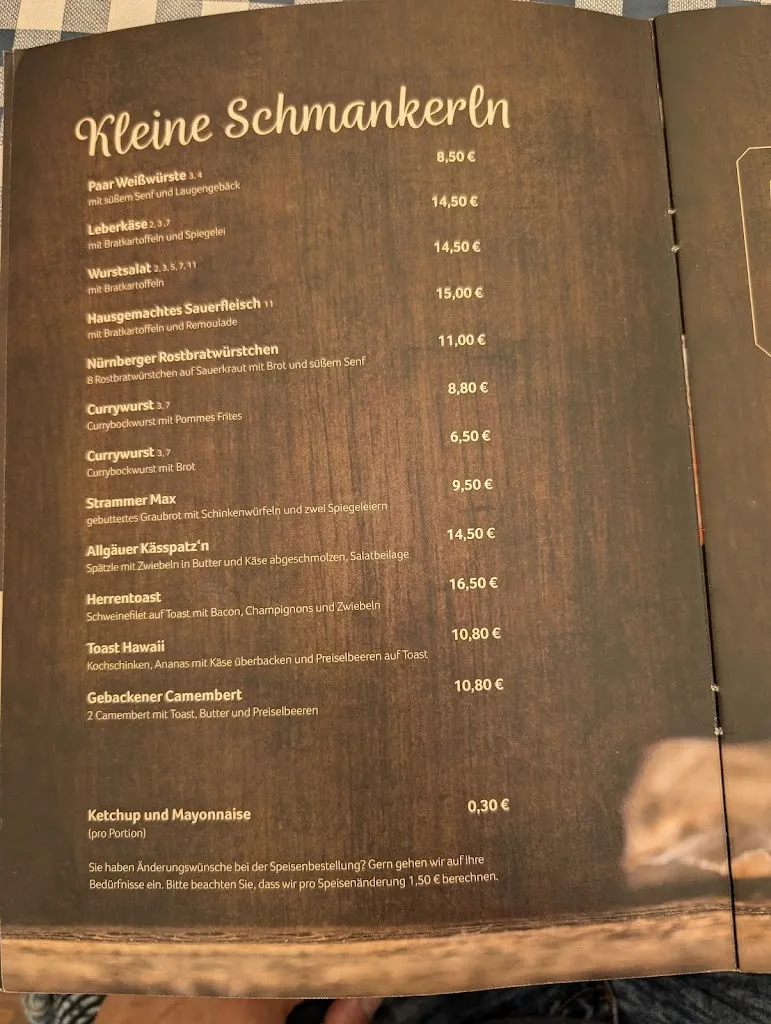 Kleine Schmankerln
Paar Weißwürste 3, 4 8,50 €
mit süßem Senf und Laugengebäck
Leberkäse 2, 3 ,7 14,50 €
mit Bratkartoffeln und Spiegelei
Wurstsalat 2, 3, 5, 7, 11 14,50 €
mit Bratkartoffeln
Hausgemachtes Sauerfleisch 11 15,00 €
mit Bratkartoffeln und Remoulade
Nürnberger Rostbratwürstchen 11,00 €
8 Rostbratwürstchen auf Sauerkraut mit Brot und süßem Senf
Currywurst 3, 7 8,80 €
Currybockwurst mit Pommes Frites
Currywurst 3, 7 6,50 €
Currybockwurst mit Brot
Strammer Max 9,50 €
gebuttertes Graubrot mit Schinkenwürfeln und zwei Spiegeleiern
Allgäuer Kässpatz'n 14,50 €
Spätzle mit Zwiebeln in Butter und Käse abgeschmolzen, Salatbeilage
Herrentoast 16,50 €
Schweinefilet auf Toast mit Bacon, Champignons und Zwiebeln
Toast Hawaii 10,80 €
Kochschinken, Ananas mit Käse überbacken und Preiselbeeren auf Toast
Gebackener Camembert 10,80 €
2 Camembert mit Toast, Butter und Preiselbeeren
Ketchup und Mayonnaise 0,30 €
(pro Portion)
Sie haben Änderungswünsche bei der Speisenbestellung? Gern gehen wir auf Ihre
Bedürfnisse ein. Bitte beachten Sie, dass wir pro Speisenänderung 1,50 € berechnen.